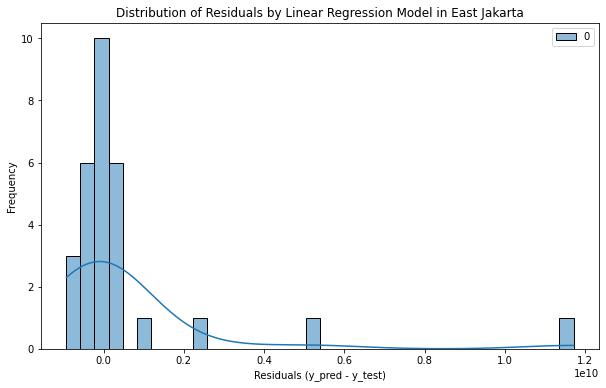 Distribution of Residuals by Linear Regression Model in East Jakarta
0
10
8
6
4
2
0
Frequency
0.0 0.2 0.4 0.6 0.8 1.0 1.2
1e10
Residuals (y_pred - y_test)